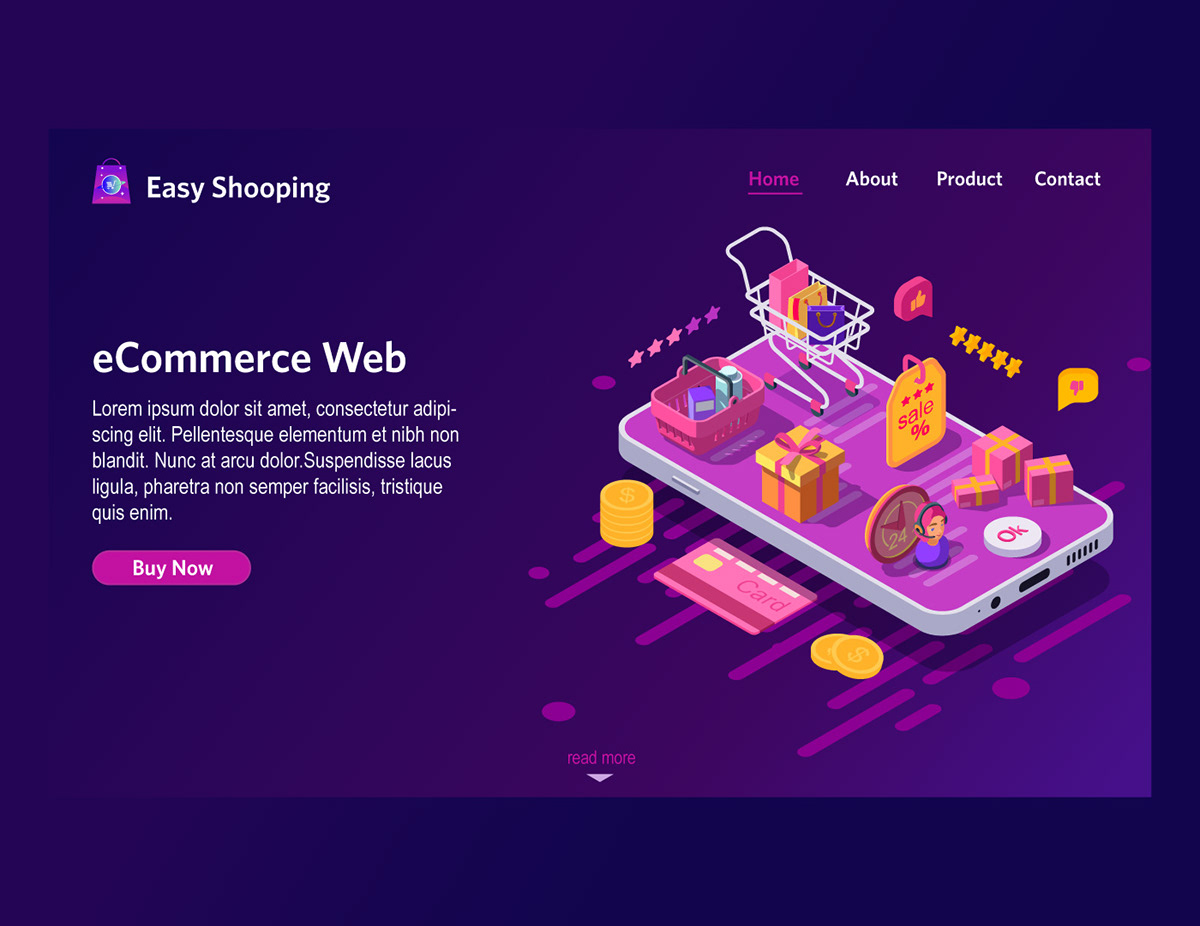 Easy Shooping
Home About Product Contact
eCommerce Web
Lorem ipsum dolor sit amet, consectetur adipi-
scing elit. Pellentesque elementum et nibh non
blandit. Nunc at arcu dolor.Suspendisse lacus
ligula, pharetra non semper facilisis, tristique
quis enim.
Buy Now
sale
%
24
Ok
$
Card
$
read more